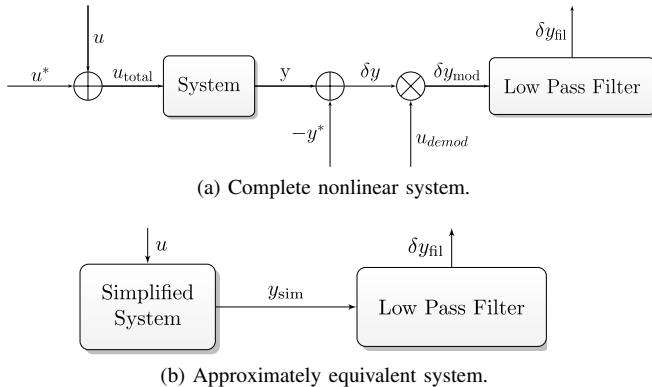 δy_fil
u
u* u_total System y δy δy_mod Low Pass Filter
−y* u_demod
(a) Complete nonlinear system.
u δy_fil
Simplified System y_sim Low Pass Filter
(b) Approximately equivalent system.